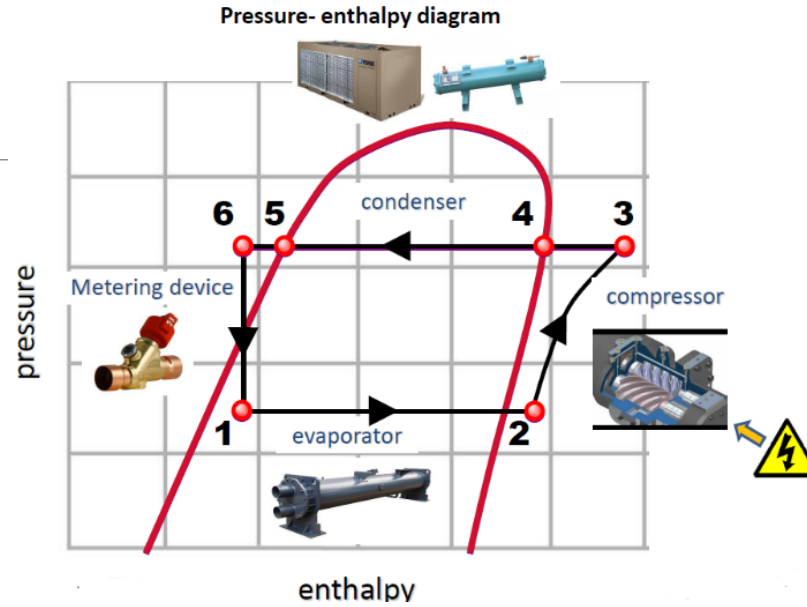 Pressure- enthalpy diagram
6
5
condenser
4
3
Metering device
compressor
pressure
1
evaporator
2
enthalpy